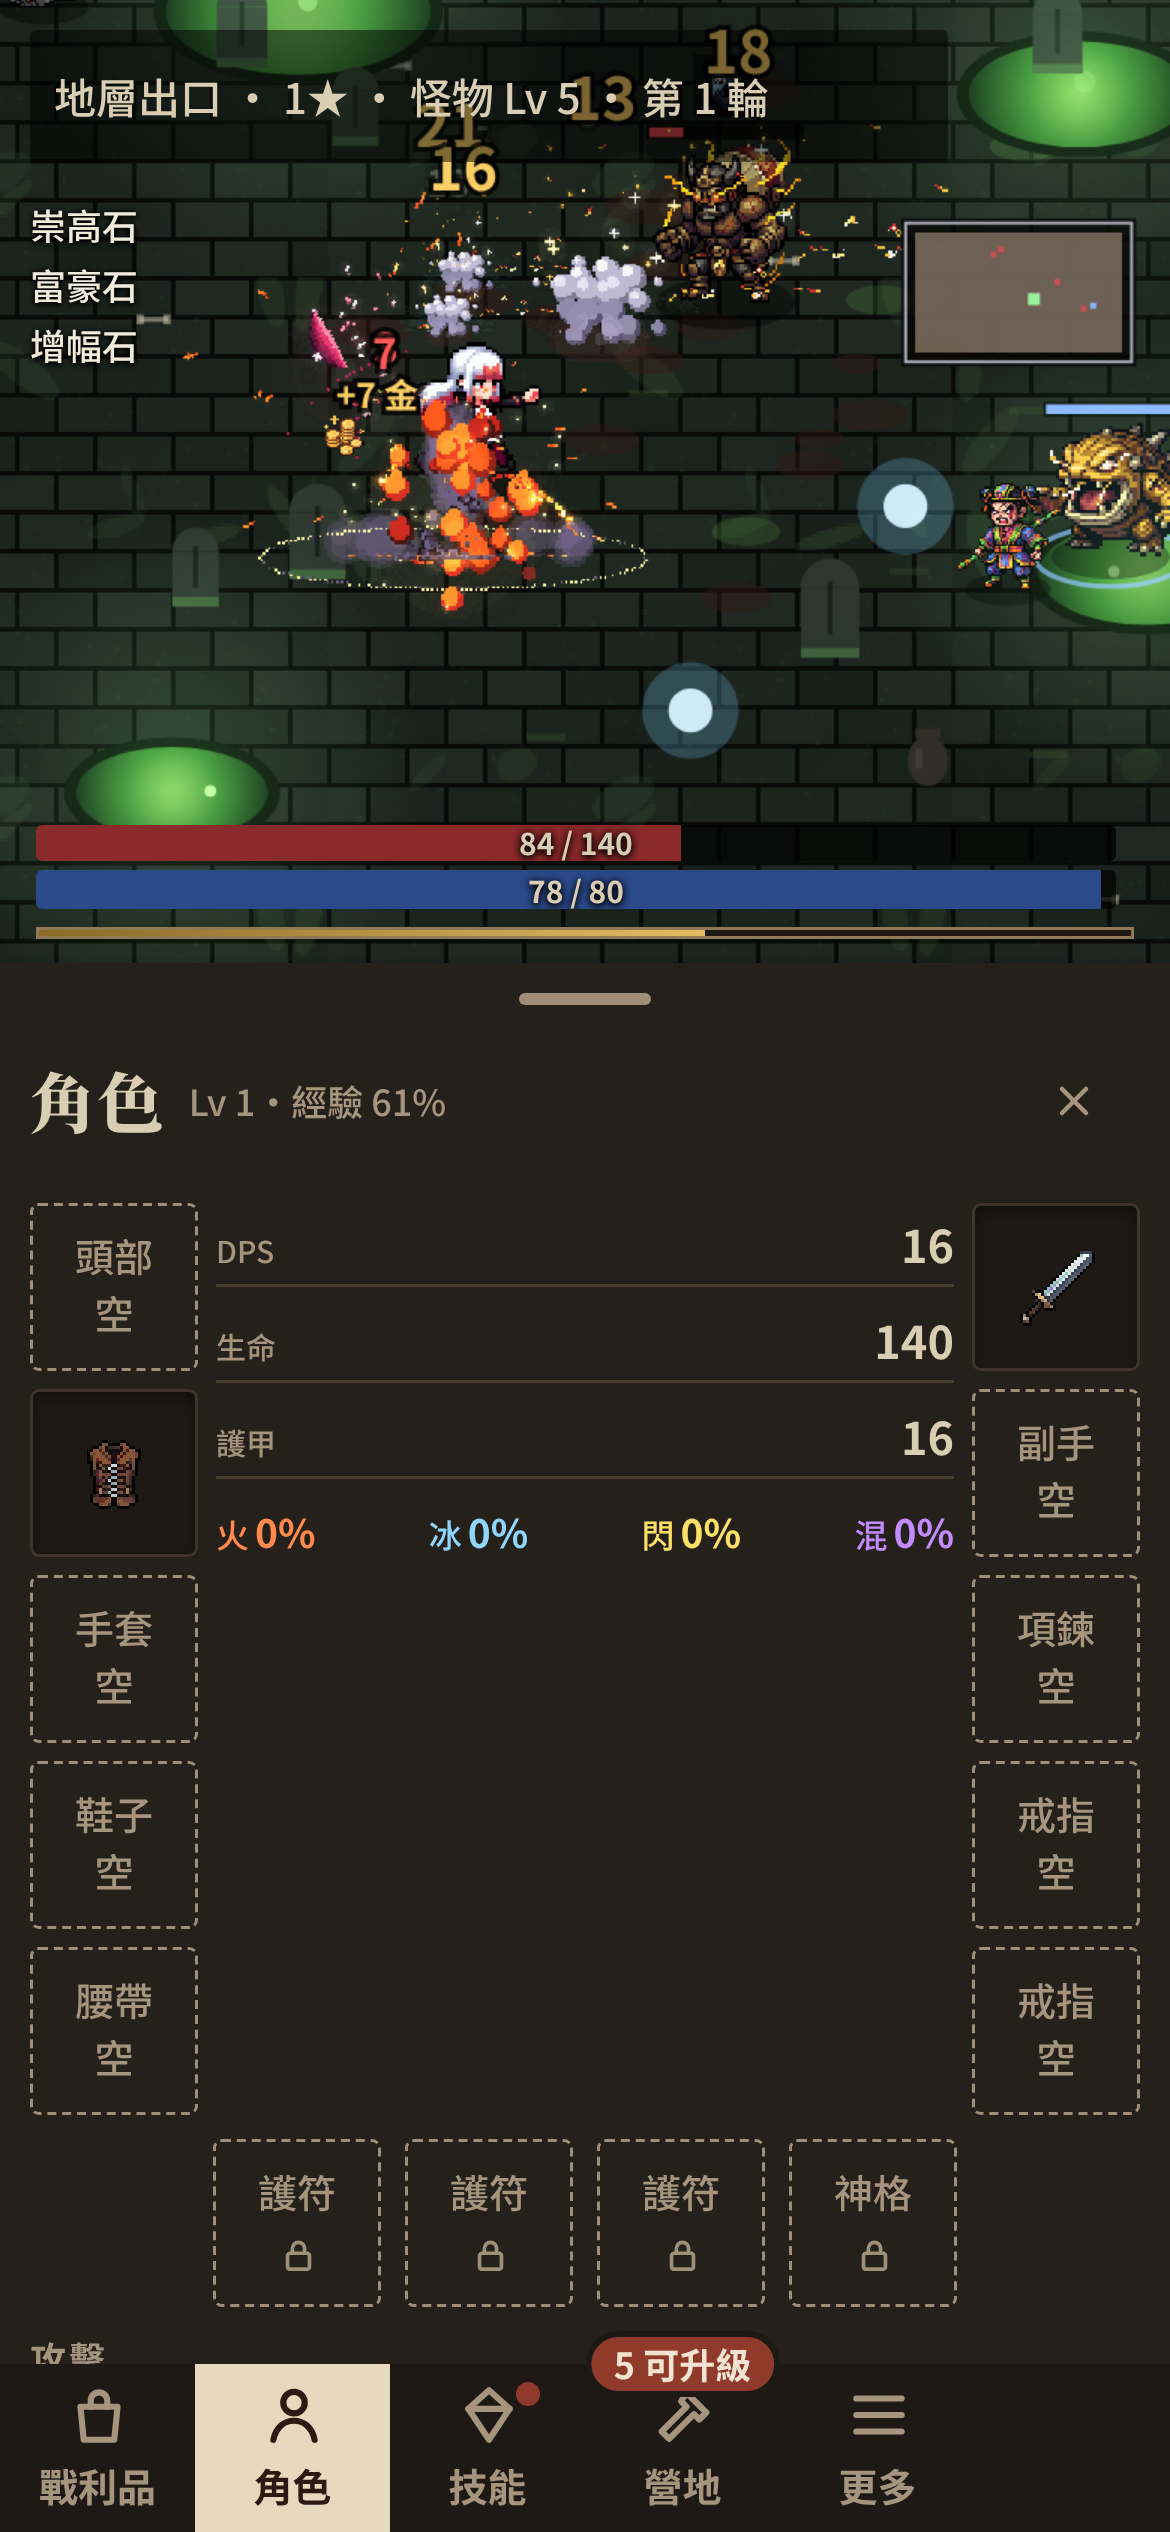 18
地層出口 • 1★ • 怪物 Lv 5 • 第 1 輪
13
21
16
崇高石
富豪石
增幅石
7
+7 金
84 / 140
78 / 80
角色 Lv 1 • 經驗 61%
頭部
空
DPS 16
生命 140
護甲 16
火 0% 冰 0% 閃 0% 混 0%
副手
空
手套
空
項鍊
空
鞋子
空
戒指
空
腰帶
空
戒指
空
護符
護符
護符
神格
攻擊
5 可升級
戰利品
角色
技能
營地
更多